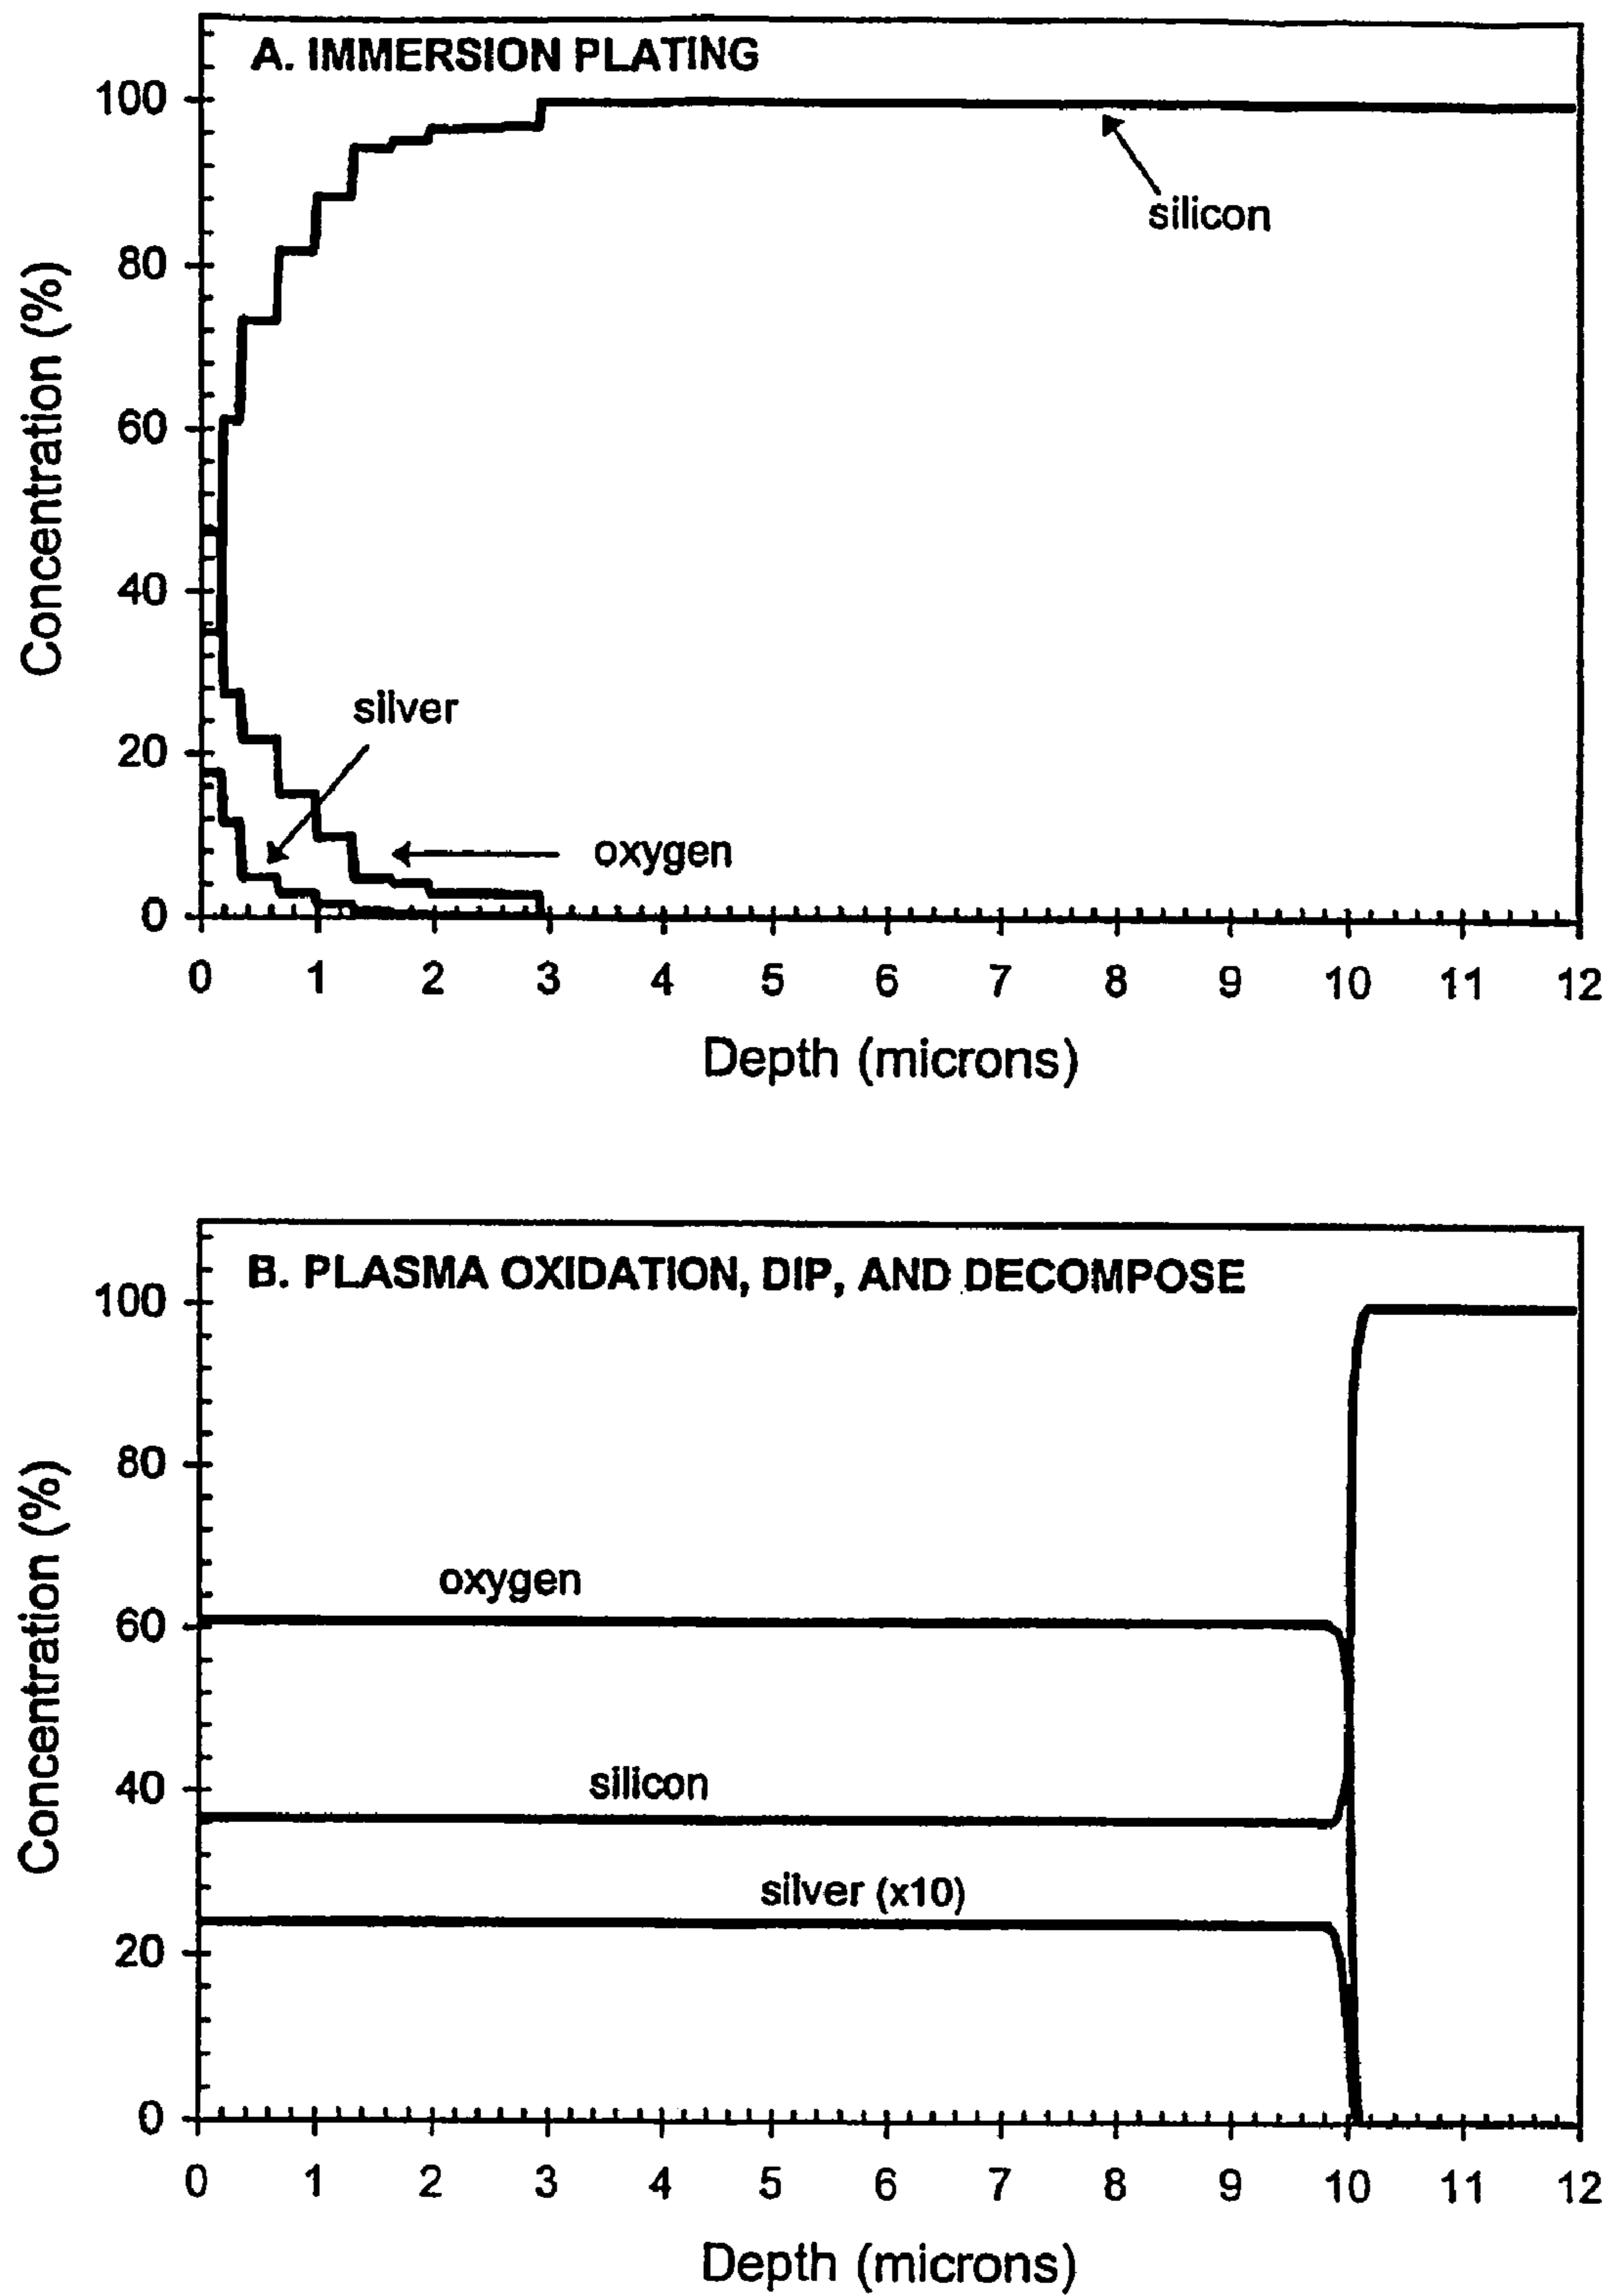 A. IMMERSION PLATING
100
80
60
40
20
0
Concentration (%)
silicon
silver
oxygen
0 1 2 3 4 5 6 7 8 9 10 11 12
Depth (microns)
B. PLASMA OXIDATION, DIP, AND DECOMPOSE
100
80
60
40
20
0
Concentration (%)
oxygen
silicon
silver (x10)
0 1 2 3 4 5 6 7 8 9 10 11 12
Depth (microns)